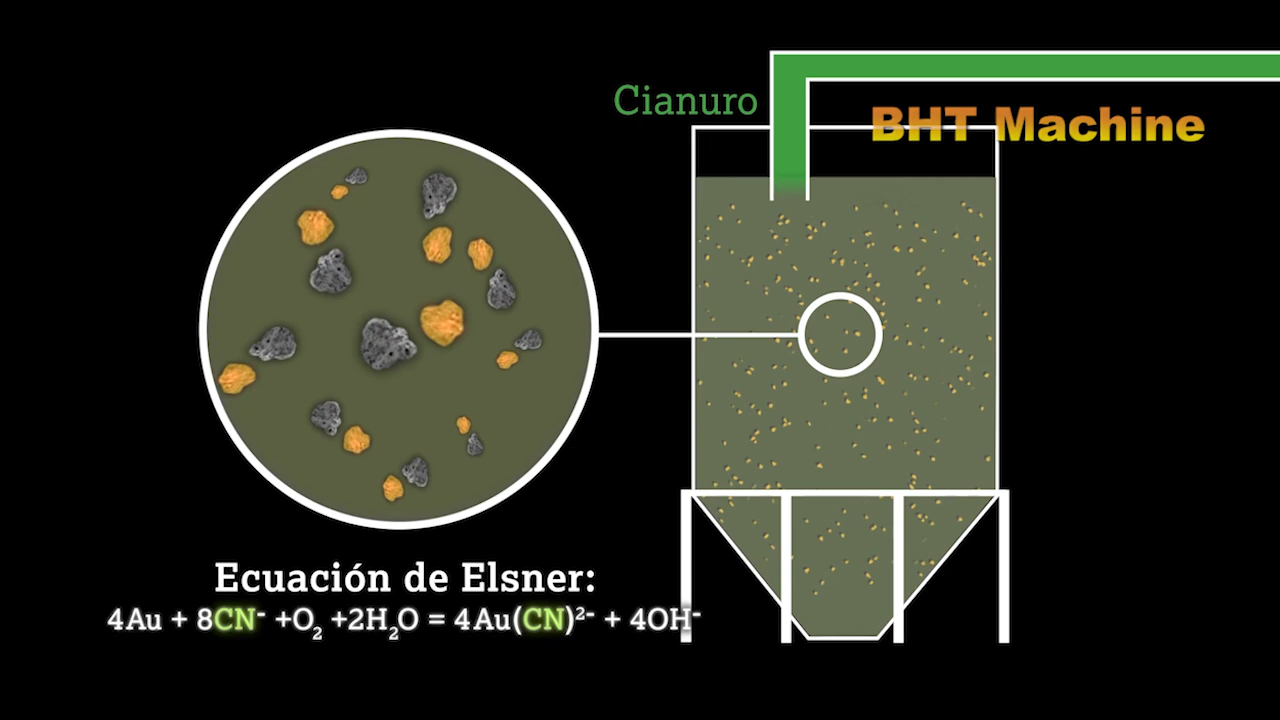 Cianuro
BHT Machine
Ecuación de Elsner:
4Au + 8CN⁻ +O₂ +2H₂O = 4Au(CN)²⁻ + 4OH⁻